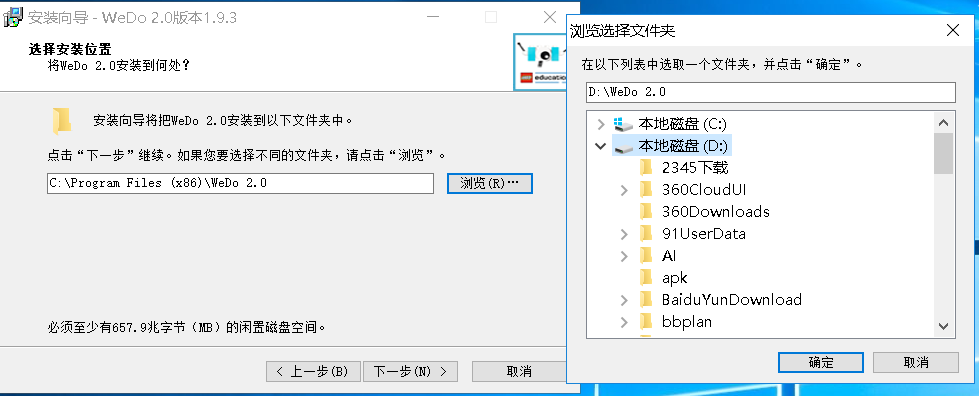 安装向导 - WeDo 2.0版本1.9.3
选择安装位置
将WeDo 2.0安装到何处?
education
安装向导将把WeDo 2.0安装到以下文件夹中。
点击“下一步”继续。如果您要选择不同的文件夹，请点击“浏览”。
C:\Program Files (x86)\WeDo 2.0
浏览(R)…
必须至少有657.9兆字节（MB）的闲置磁盘空间。
< 上一步(B)
下一步(N) >
取消
浏览选择文件夹
在以下列表中选取一个文件夹，并点击“确定”。
D:\WeDo 2.0
本地磁盘 (C:)
本地磁盘 (D:)
2345下载
360CloudUI
360Downloads
91UserData
AI
apk
BaiduYunDownload
bbplan
确定
取消